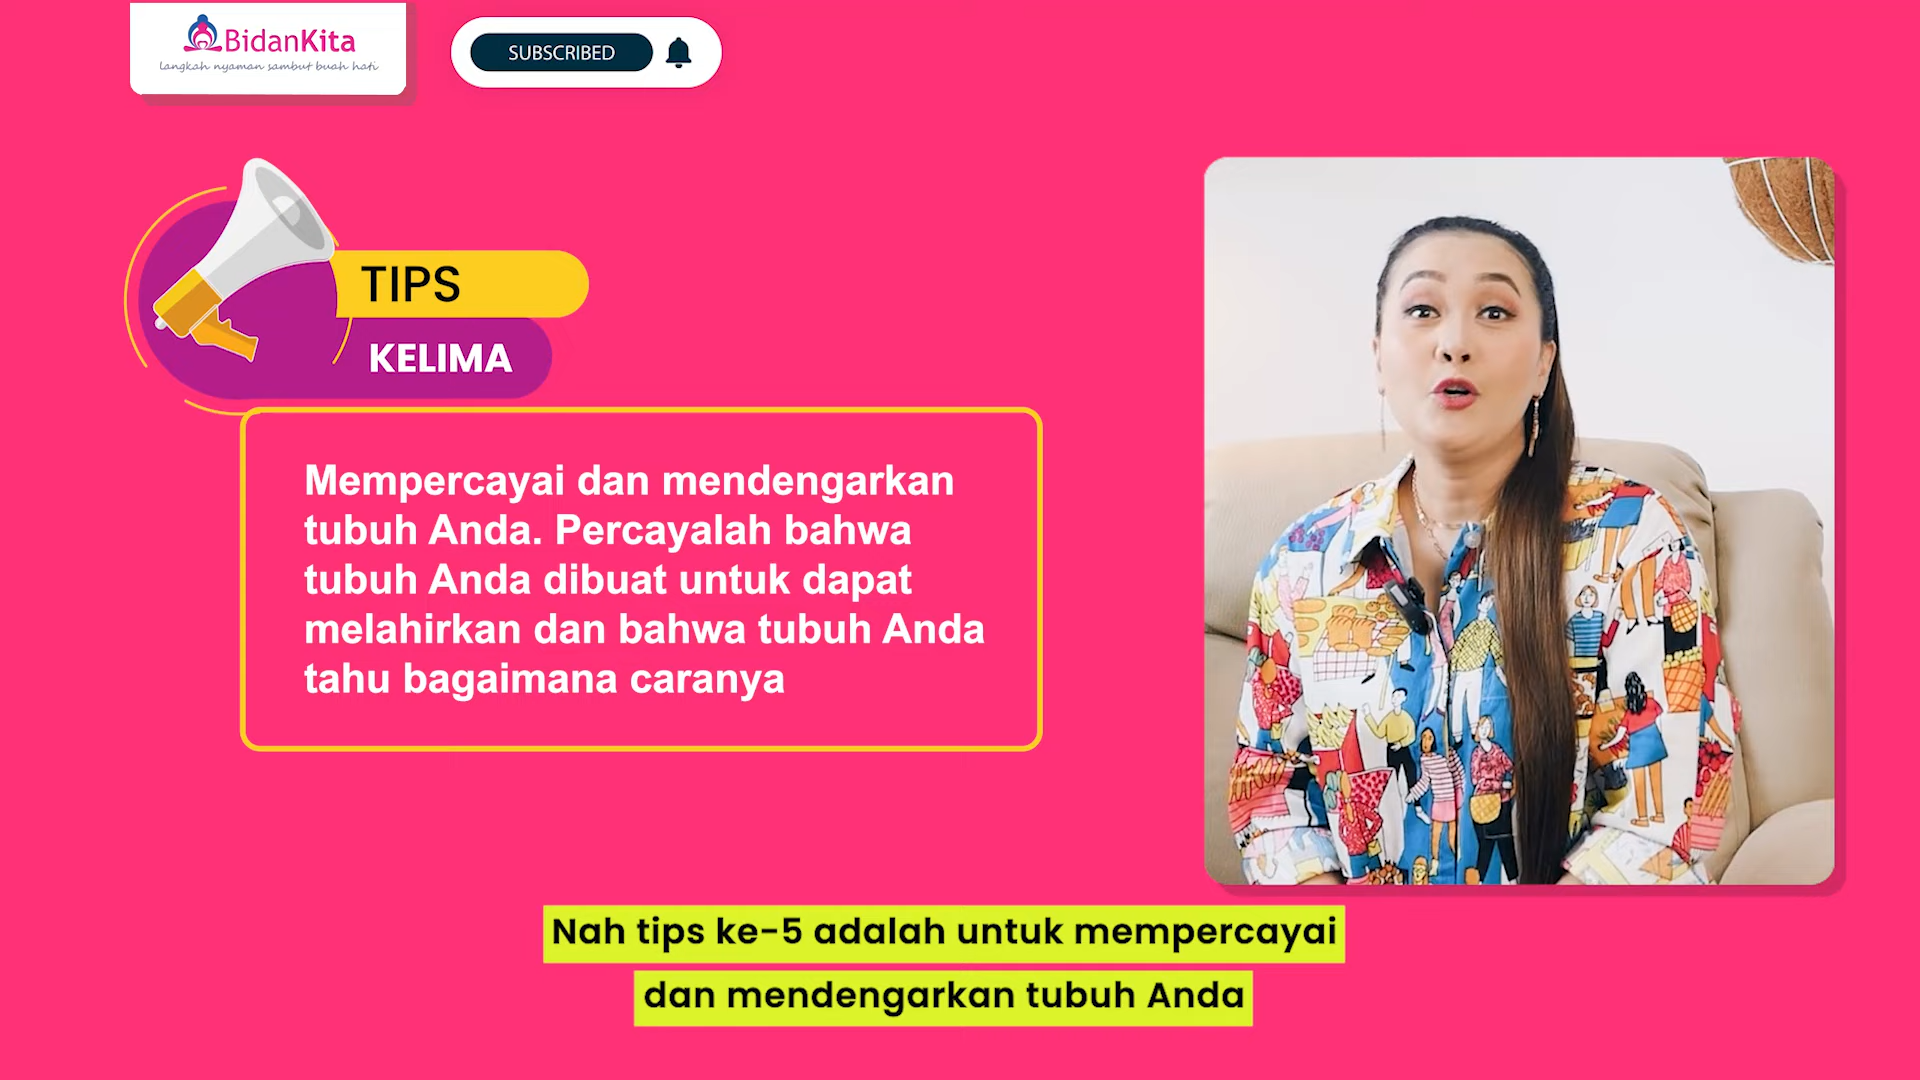 BidanKita
langkah nyaman sambut buah hati
SUBSCRIBED
TIPS
KELIMA
Mempercayai dan mendengarkan
tubuh Anda. Percayalah bahwa
tubuh Anda dibuat untuk dapat
melahirkan dan bahwa tubuh Anda
tahu bagaimana caranya
Nah tips ke-5 adalah untuk mempercayai
dan mendengarkan tubuh Anda